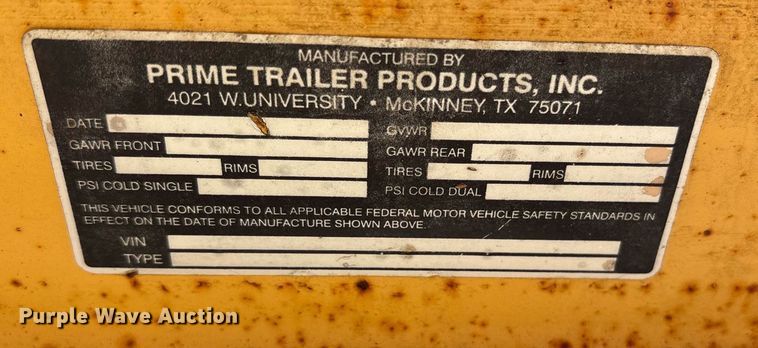 MANUFACTURED BY
PRIME TRAILER PRODUCTS, INC.
4021 W.UNIVERSITY • McKINNEY, TX 75071
DATE GVWR
GAWR FRONT GAWR REAR
TIRES RIMS TIRES RIMS
PSI COLD SINGLE PSI COLD DUAL
THIS VEHICLE CONFORMS TO ALL APPLICABLE FEDERAL MOTOR VEHICLE SAFETY STANDARDS IN
EFFECT ON THE DATE OF MANUFACTURE SHOWN ABOVE.
VIN
TYPE
Purple Wave Auction